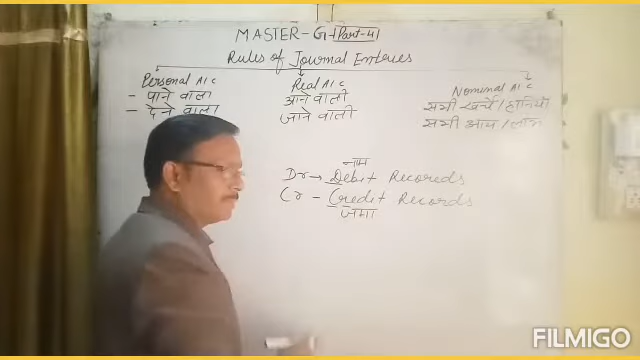 MASTER-G Part-4
Rules of Journal Enteries
Personal A/C
- पाने वाला
- देने वाला
Real A/C
आने वाली
जाने वाली
Nominal A/C
सभी खर्चे/हानियाँ
सभी आय/लाभ
नाम
Dr → Debit Records
Cr - Credit Records
जमा
FILMIGO